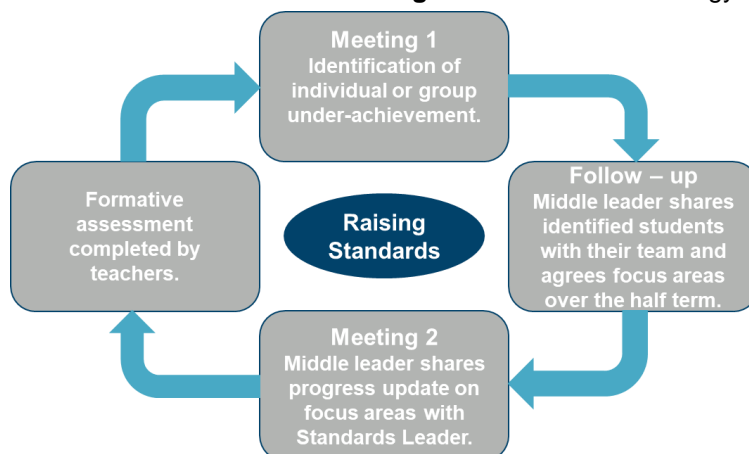 Meeting 1
Identification of
individual or group
under-achievement.
Follow – up
Middle leader shares
identified students
with their team and
agrees focus areas
over the half term.
Formative
assessment
completed by
teachers.
Raising
Standards
Meeting 2
Middle leader shares
progress update on
focus areas with
Standards Leader.